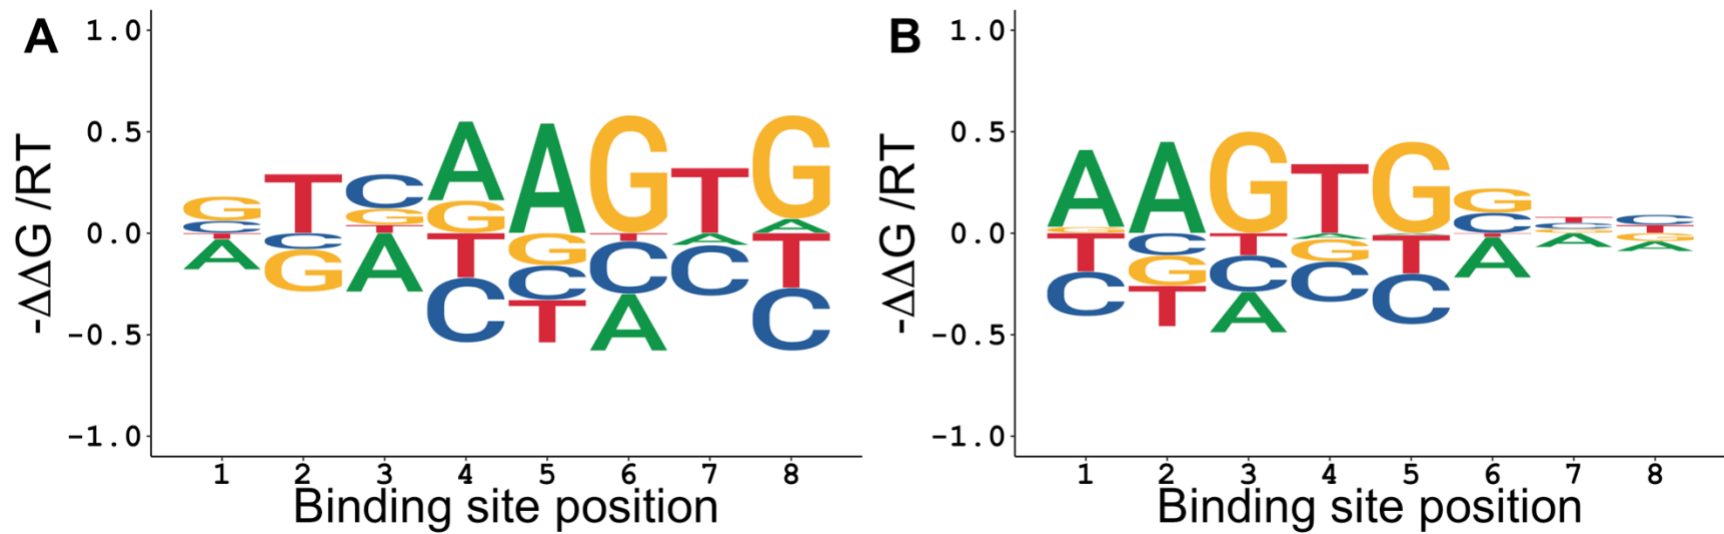 A
-ΔΔG /RT
1.0
0.5
0.0
-0.5
-1.0
G T C A A G T G
C C G G G T A A
T G T T C C C T
A A C T A C
1 2 3 4 5 6 7 8
Binding site position
B
-ΔΔG /RT
1.0
0.5
0.0
-0.5
-1.0
A A G T G G T C
G C T A A C C T
T G C G T T G G
C T A C C A A A
1 2 3 4 5 6 7 8
Binding site position